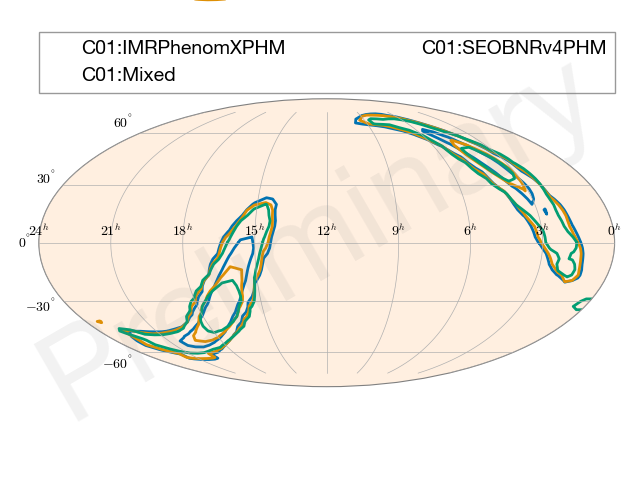 C01:IMRPhenomXPHM C01:SEOBNRv4PHM
C01:Mixed
60°
30°
0°
24h 21h 18h 15h 12h 9h 6h 3h 0h
−30°
−60°
Preliminary